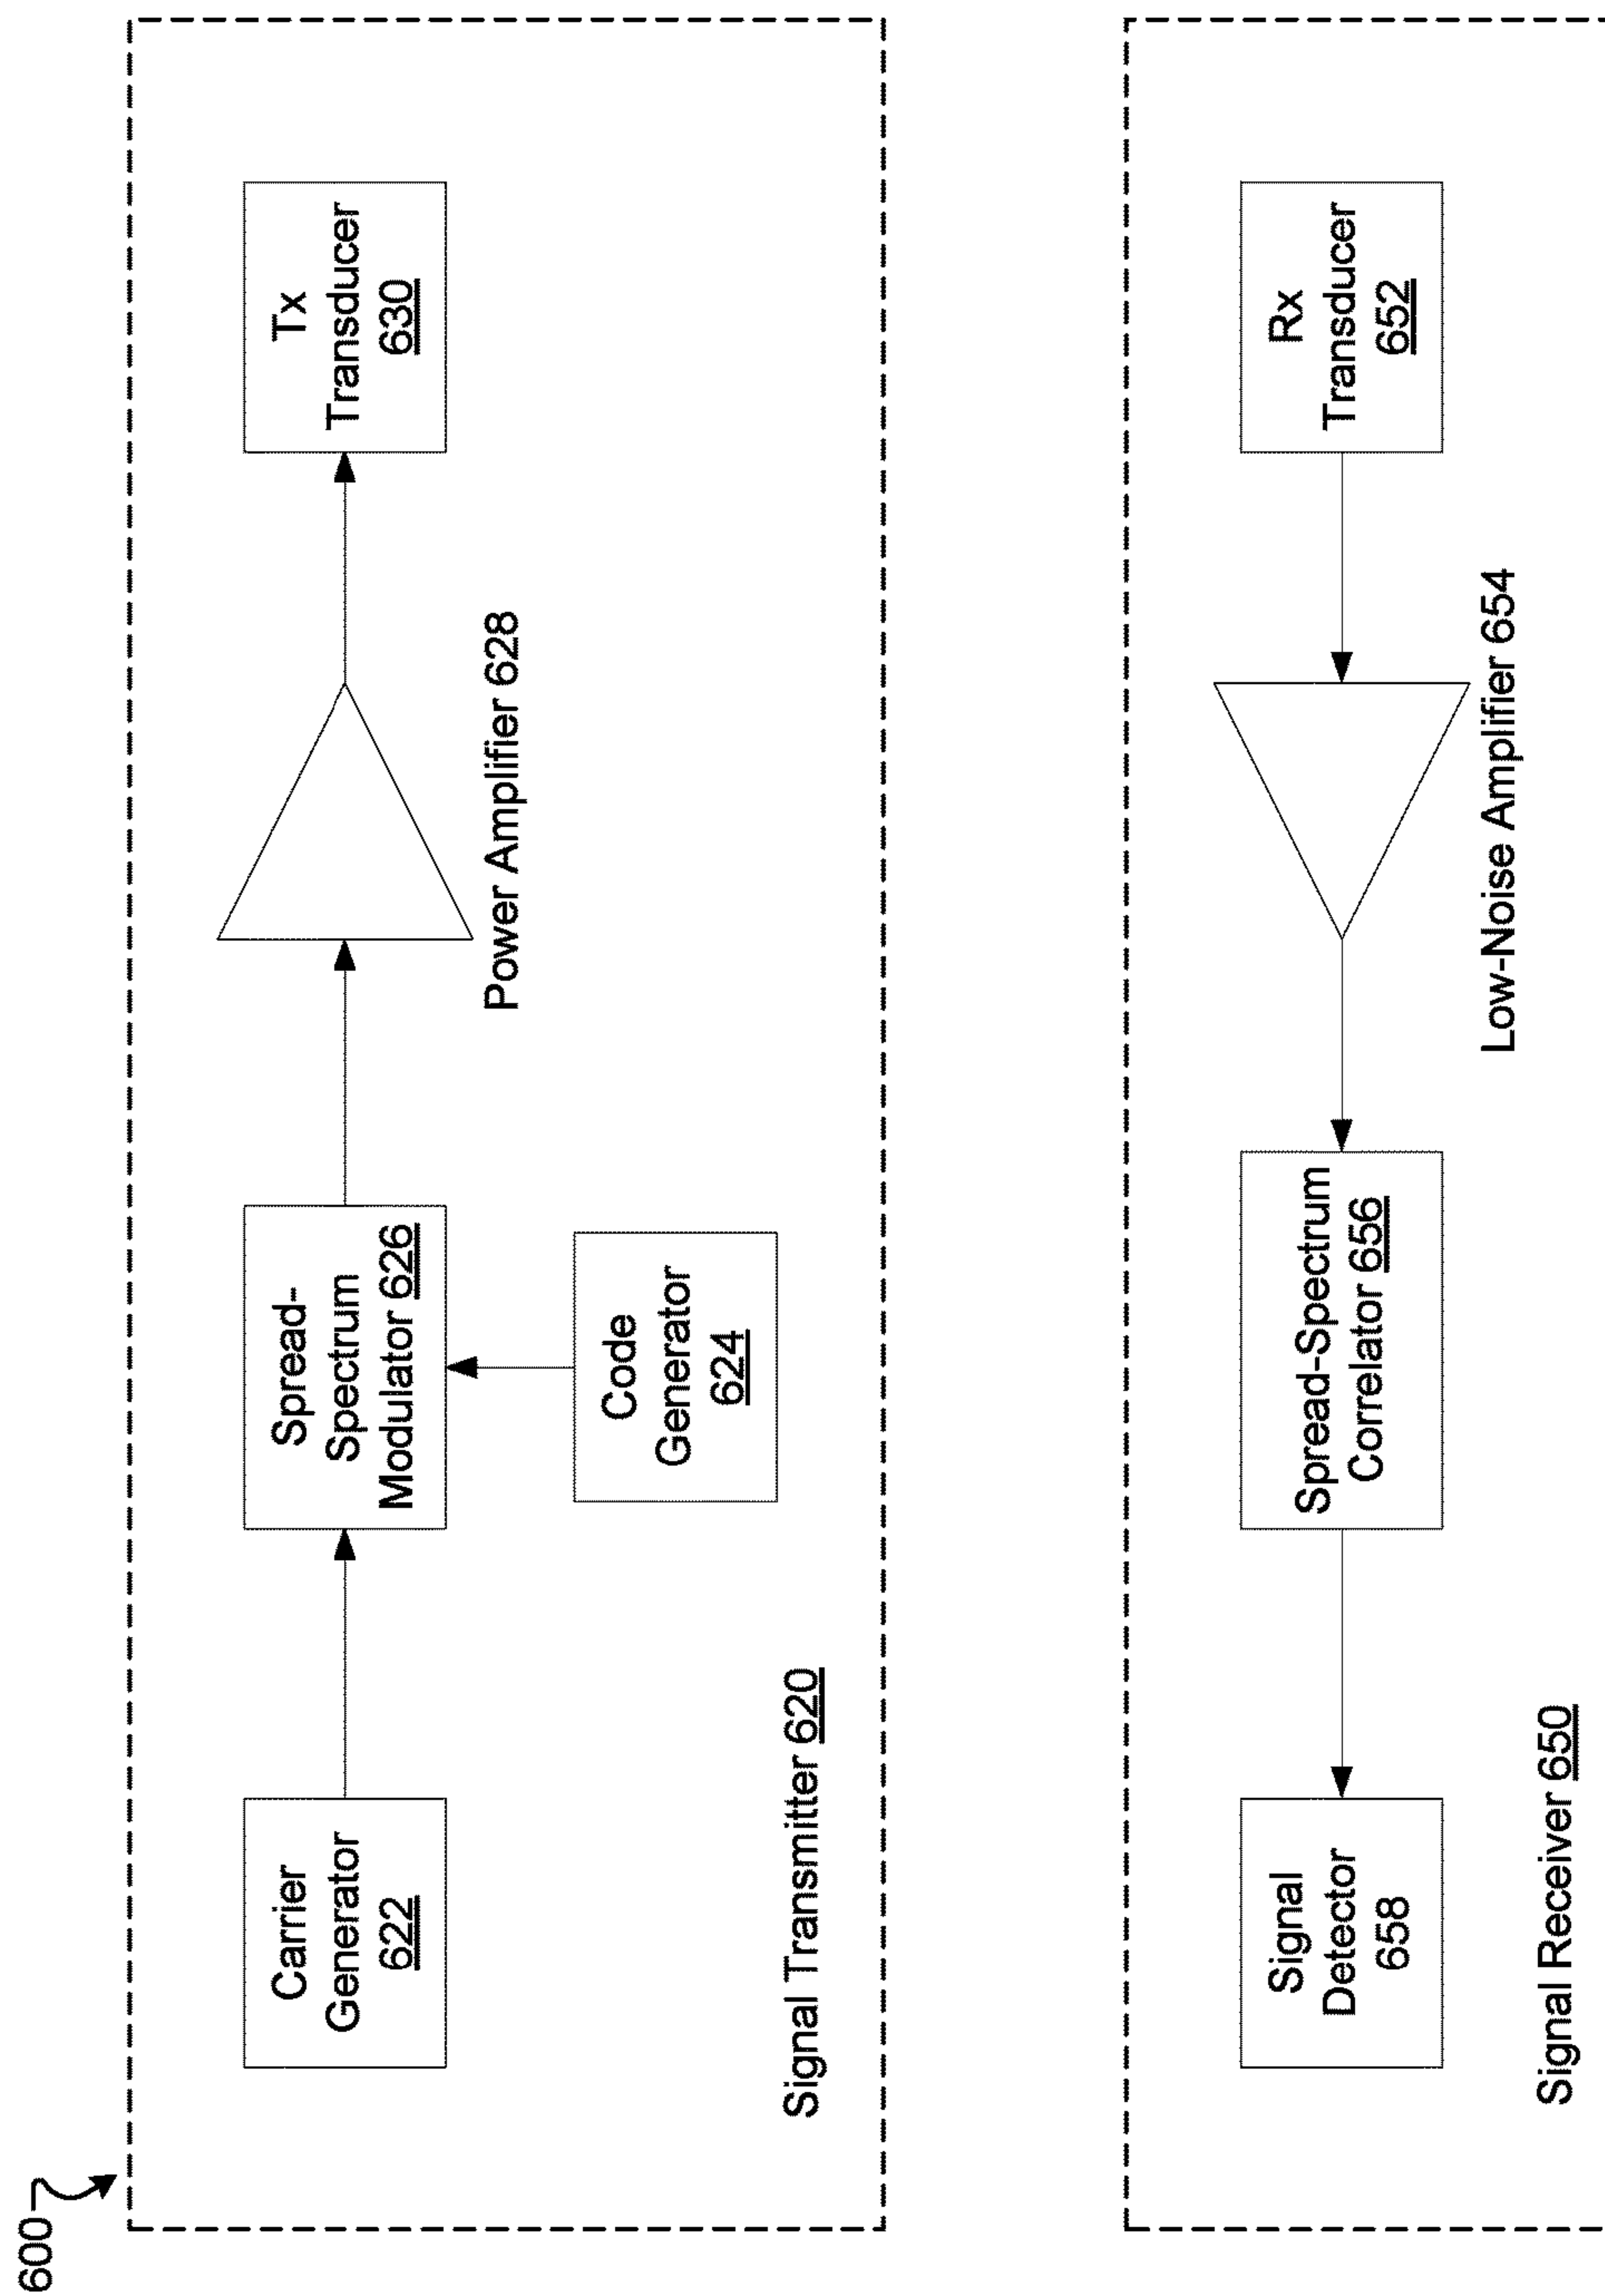 600
Carrier
Generator
622
Spread-
Spectrum
Modulator 626
Code
Generator
624
Power Amplifier 628
Tx
Transducer
630
Signal Transmitter 620
Signal
Detector
658
Spread-Spectrum
Correlator 656
Low-Noise Amplifier 654
Rx
Transducer
652
Signal Receiver 650